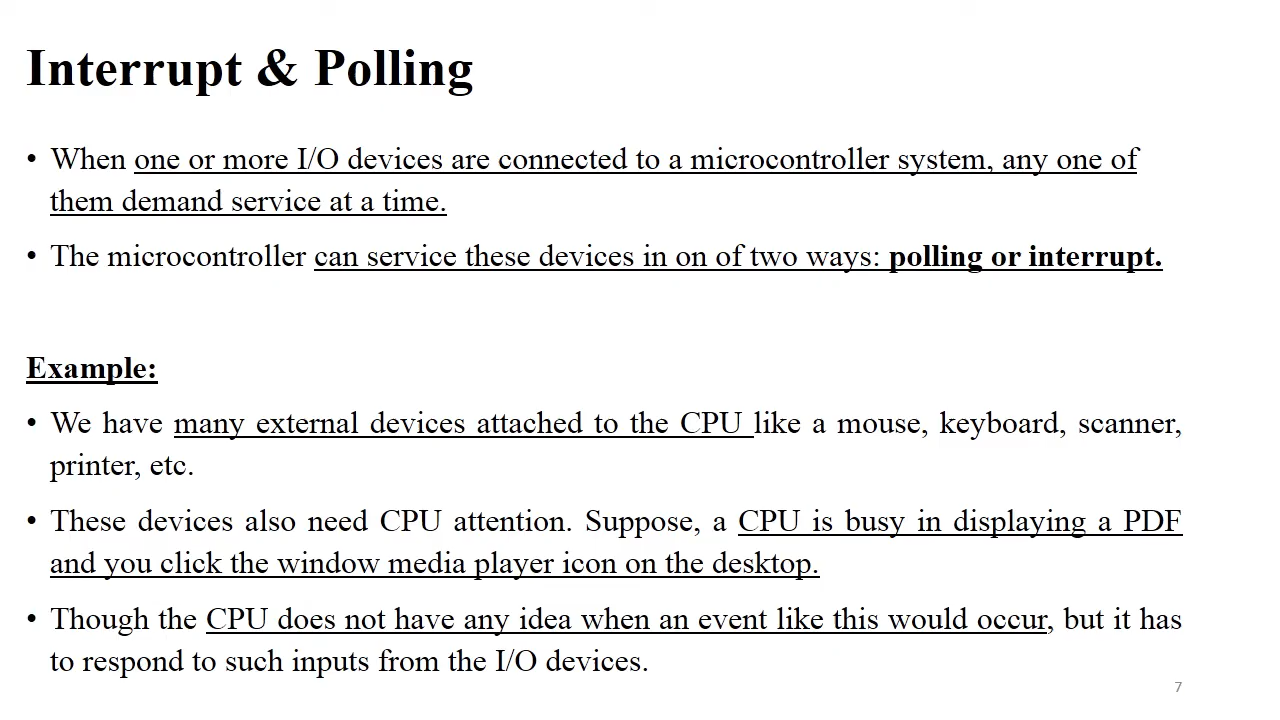 Interrupt & Polling
• When one or more I/O devices are connected to a microcontroller system, any one of
them demand service at a time.
• The microcontroller can service these devices in on of two ways: polling or interrupt.
Example:
• We have many external devices attached to the CPU like a mouse, keyboard, scanner,
printer, etc.
• These devices also need CPU attention. Suppose, a CPU is busy in displaying a PDF
and you click the window media player icon on the desktop.
• Though the CPU does not have any idea when an event like this would occur, but it has
to respond to such inputs from the I/O devices.
7